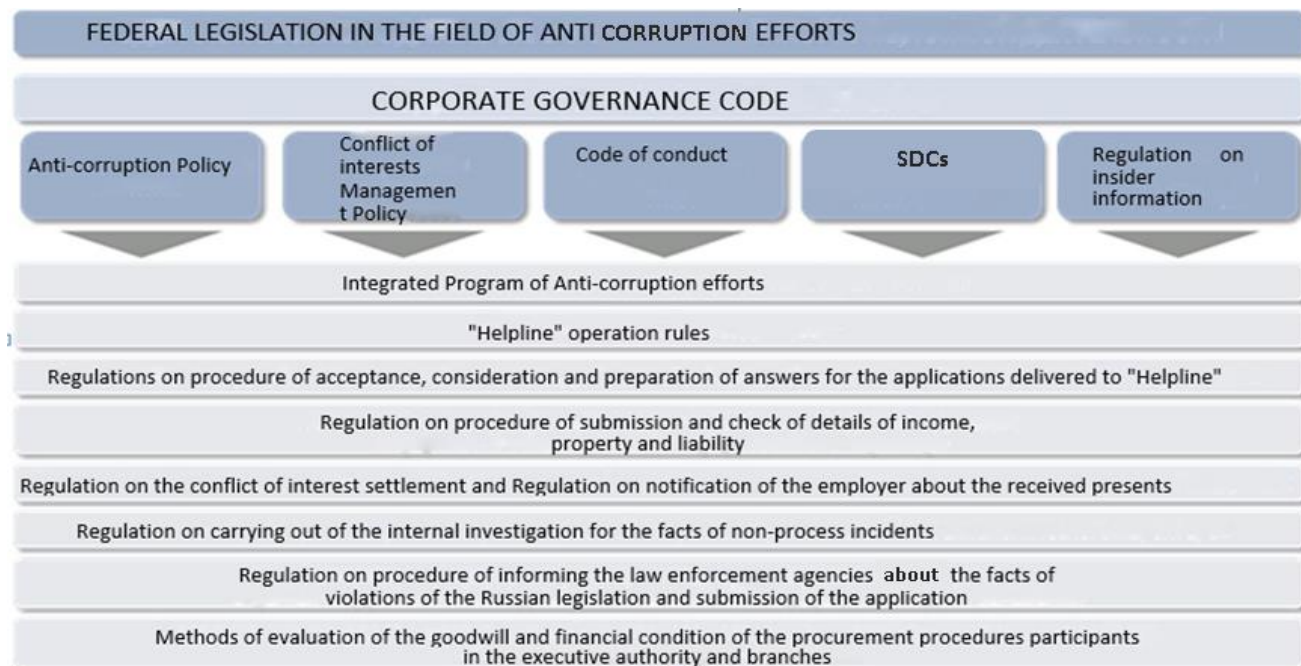 FEDERAL LEGISLATION IN THE FIELD OF ANTI CORRUPTION EFFORTS
CORPORATE GOVERNANCE CODE
Anti-corruption Policy
Conflict of
interests
Managemen
t Policy
Code of conduct
SDCs
Regulation on
insider
information
Integrated Program of Anti-corruption efforts
"Helpline" operation rules
Regulations on procedure of acceptance, consideration and preparation of answers for the applications delivered to "Helpline"
Regulation on procedure of submission and check of details of income,
property and liability
Regulation on the conflict of interest settlement and Regulation on notification of the employer about the received presents
Regulation on carrying out of the internal investigation for the facts of non-process incidents
Regulation on procedure of informing the law enforcement agencies about the facts of
violations of the Russian legislation and submission of the application
Methods of evaluation of the goodwill and financial condition of the procurement procedures participants
in the executive authority and branches